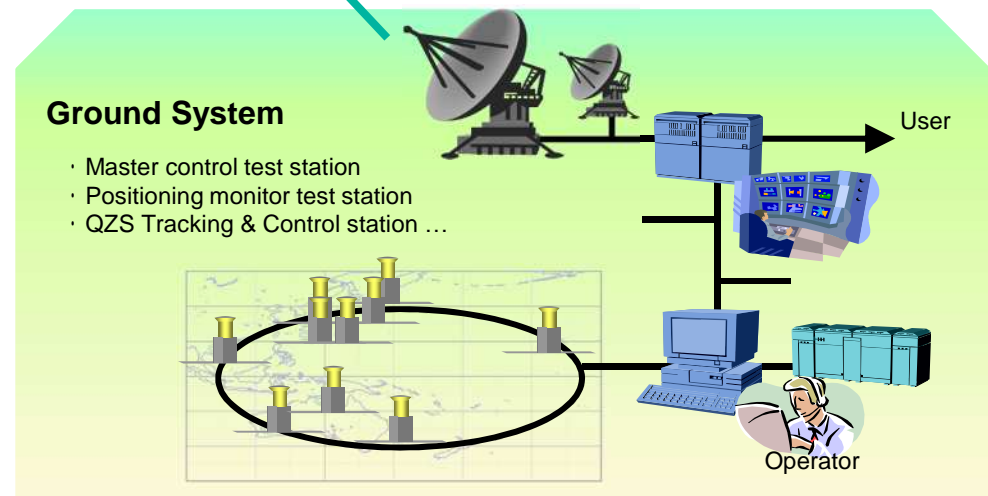 Ground System
· Master control test station
· Positioning monitor test station
· QZS Tracking & Control station …
User
Operator